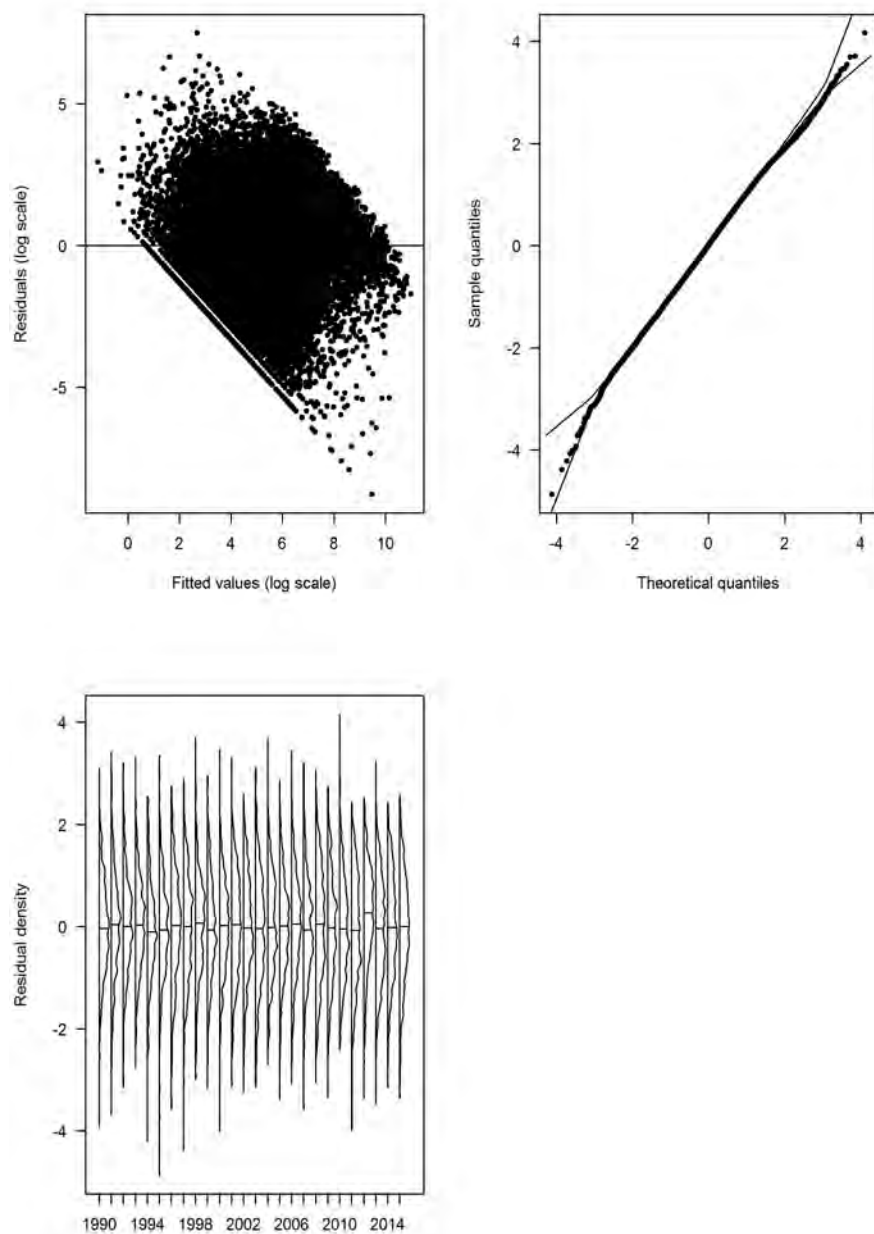 5
0
-5
Residuals (log scale)
0 2 4 6 8 10
Fitted values (log scale)
4
2
0
-2
-4
Sample quantiles
-4 -2 0 2 4
Theoretical quantiles
4
2
0
-2
-4
Residual density
1990 1994 1998 2002 2006 2010 2014